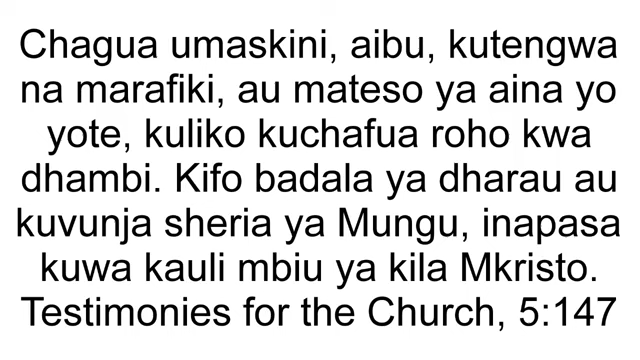 Chagua umaskini, aibu, kutengwa
na marafiki, au mateso ya aina yo
yote, kuliko kuchafua roho kwa
dhambi. Kifo badala ya dharau au
kuvunja sheria ya Mungu, inapasa
kuwa kauli mbiu ya kila Mkristo.
Testimonies for the Church, 5:147